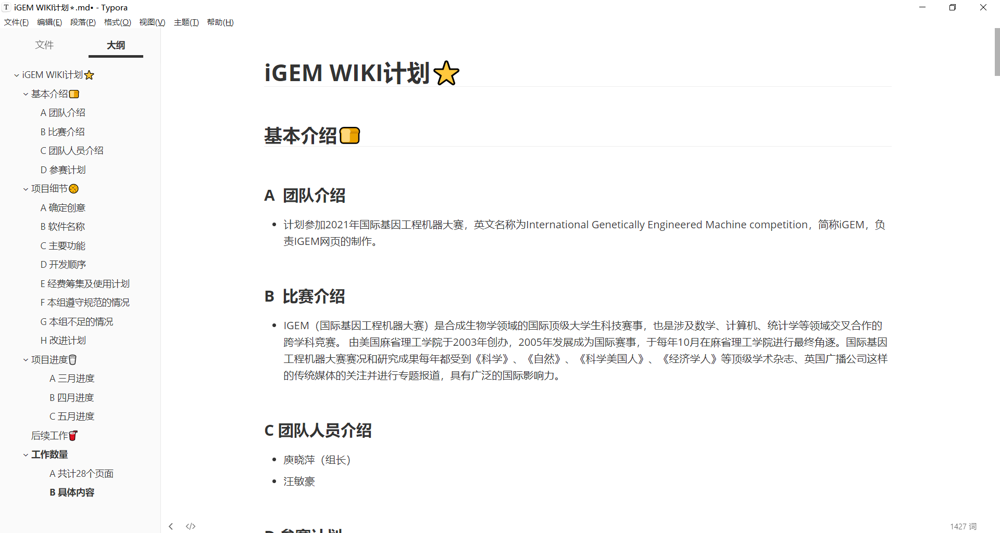 iGEM WIKI计划⭐.md• - Typora
文件(F) 编辑(E) 段落(P) 格式(O) 视图(V) 主题(T) 帮助(H)
文件 大纲
iGEM WIKI计划⭐
基本介绍🍞
A 团队介绍
B 比赛介绍
C 团队人员介绍
D 参赛计划
项目细节🍪
A 确定创意
B 软件名称
C 主要功能
D 开发顺序
E 经费筹集及使用计划
F 本组遵守规范的情况
G 本组不足的情况
H 改进计划
项目进度🥛
A 三月进度
B 四月进度
C 五月进度
后续工作🥤
工作数量
A 共计28个页面
B 具体内容
iGEM WIKI计划⭐
基本介绍🍞
A 团队介绍
• 计划参加2021年国际基因工程机器大赛，英文名称为International Genetically Engineered Machine competition，简称iGEM，负
责IGEM网页的制作。
B 比赛介绍
• IGEM（国际基因工程机器大赛）是合成生物学领域的国际顶级大学生科技赛事，也是涉及数学、计算机、统计学等领域交叉合作的
跨学科竞赛。 由美国麻省理工学院于2003年创办，2005年发展成为国际赛事，于每年10月在麻省理工学院进行最终角逐。国际基因
工程机器大赛赛况和研究成果每年都受到《科学》、《自然》、《科学美国人》、《经济学人》等顶级学术杂志、英国广播公司这样
的传统媒体的关注并进行专题报道，具有广泛的国际影响力。
C 团队人员介绍
• 庾晓萍（组长）
• 汪敏豪
D 参赛计划
</> 1427 词